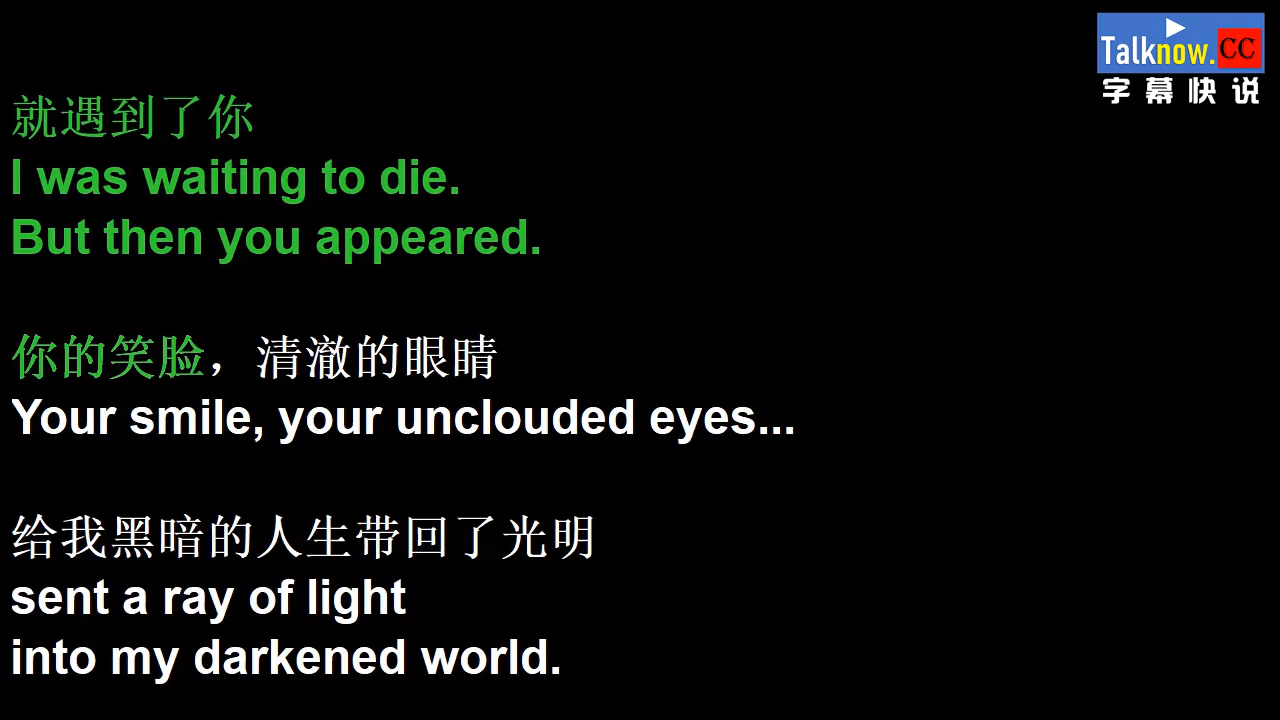 Talknow.CC
字幕快说
就遇到了你
I was waiting to die.
But then you appeared.
你的笑脸，清澈的眼睛
Your smile, your unclouded eyes...
给我黑暗的人生带回了光明
sent a ray of light
into my darkened world.